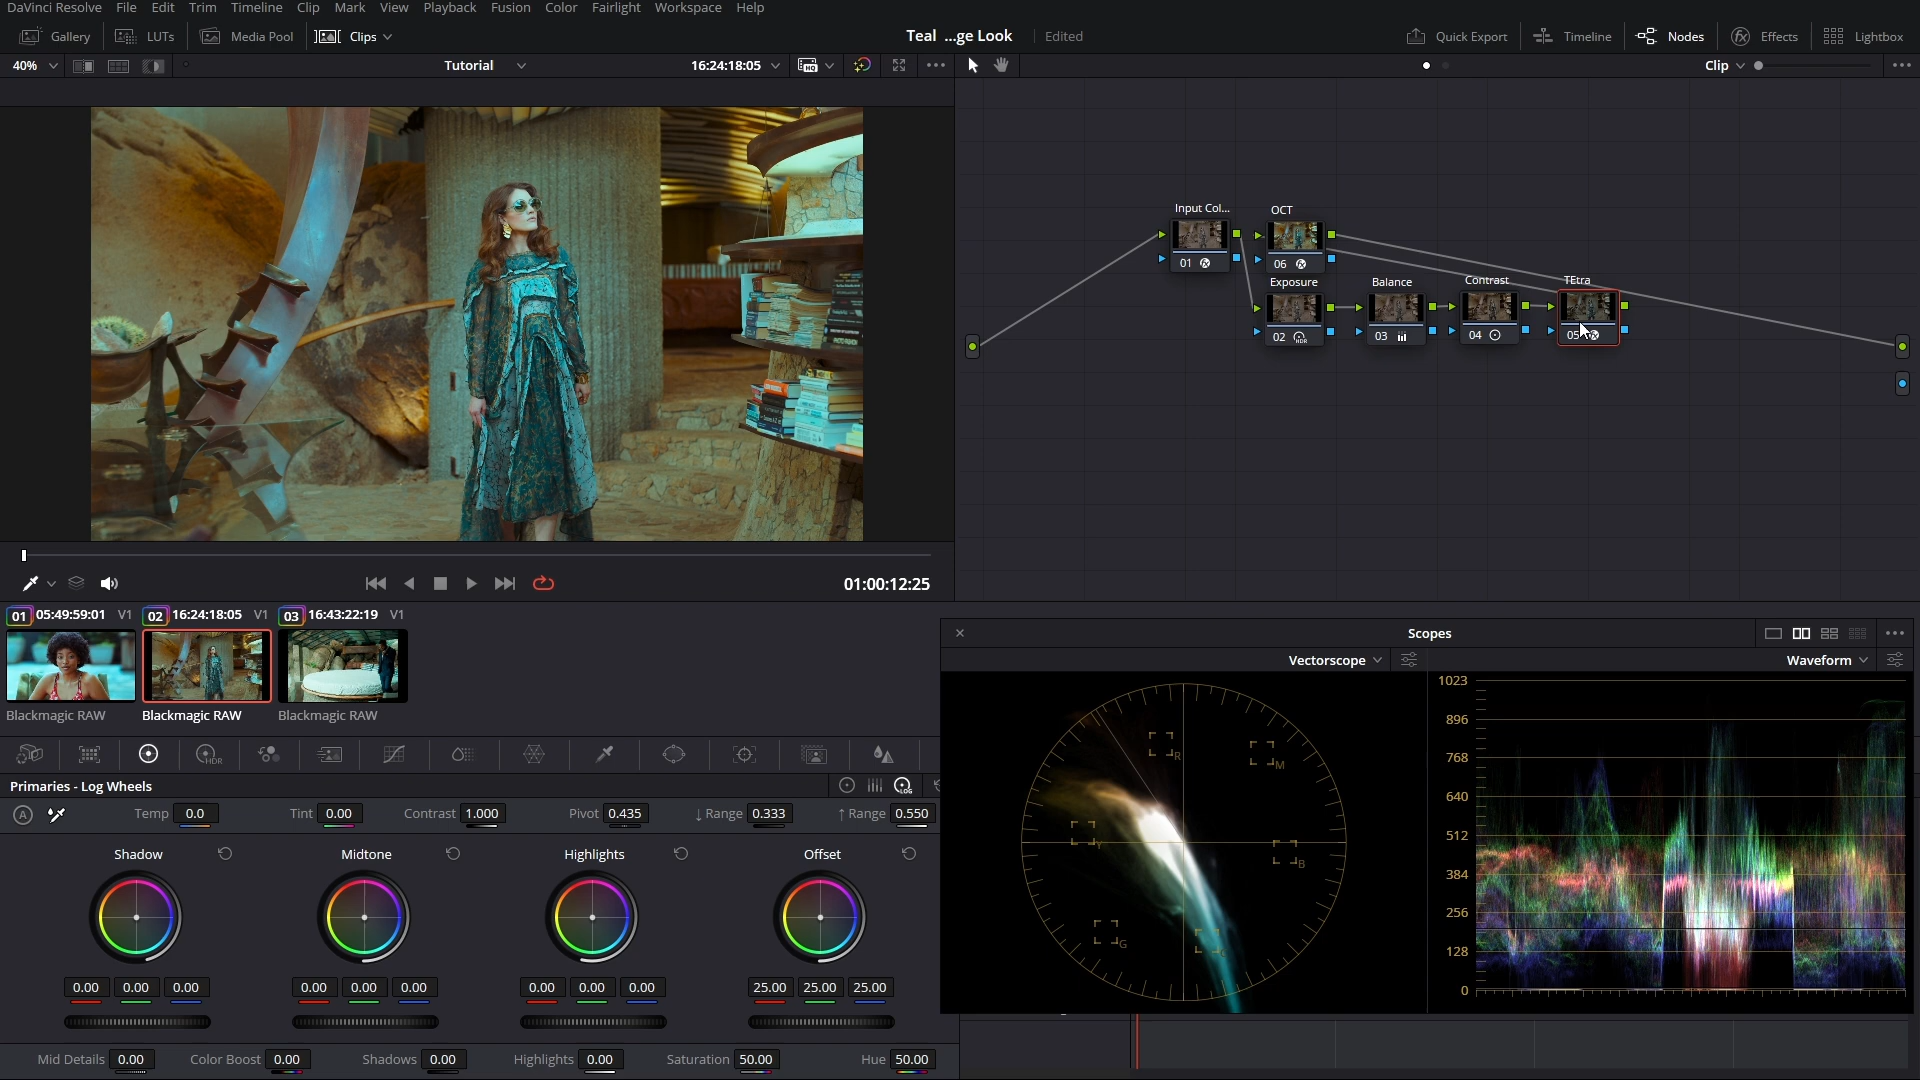 DaVinci Resolve File Edit Trim Timeline Clip Mark View Playback Fusion Color Fairlight Workspace Help
Gallery LUTs Media Pool Clips Teal ...ge Look Edited Quick Export Timeline Nodes Effects Lightbox
40% Tutorial 16:24:18:05 Clip
Input Col... OCT
01 06
Exposure Balance Contrast TEtra
02 HDR 03 04 05
01:00:12:25
01 05:49:59:01 V1 02 16:24:18:05 V1 03 16:43:22:19 V1
Blackmagic RAW Blackmagic RAW Blackmagic RAW
HDR
Primaries - Log Wheels LOG
A Temp 0.0 Tint 0.00 Contrast 1.000 Pivot 0.435 ↓ Range 0.333 ↑ Range 0.550
Shadow Midtone Highlights Offset
0.00 0.00 0.00 0.00 0.00 0.00 0.00 0.00 0.00 25.00 25.00 25.00
Mid Details 0.00 Color Boost 0.00 Shadows 0.00 Highlights 0.00 Saturation 50.00 Hue 50.00
Scopes
Vectorscope Waveform
R
M
Y
B
G
1023
896
768
640
512
384
256
128
0